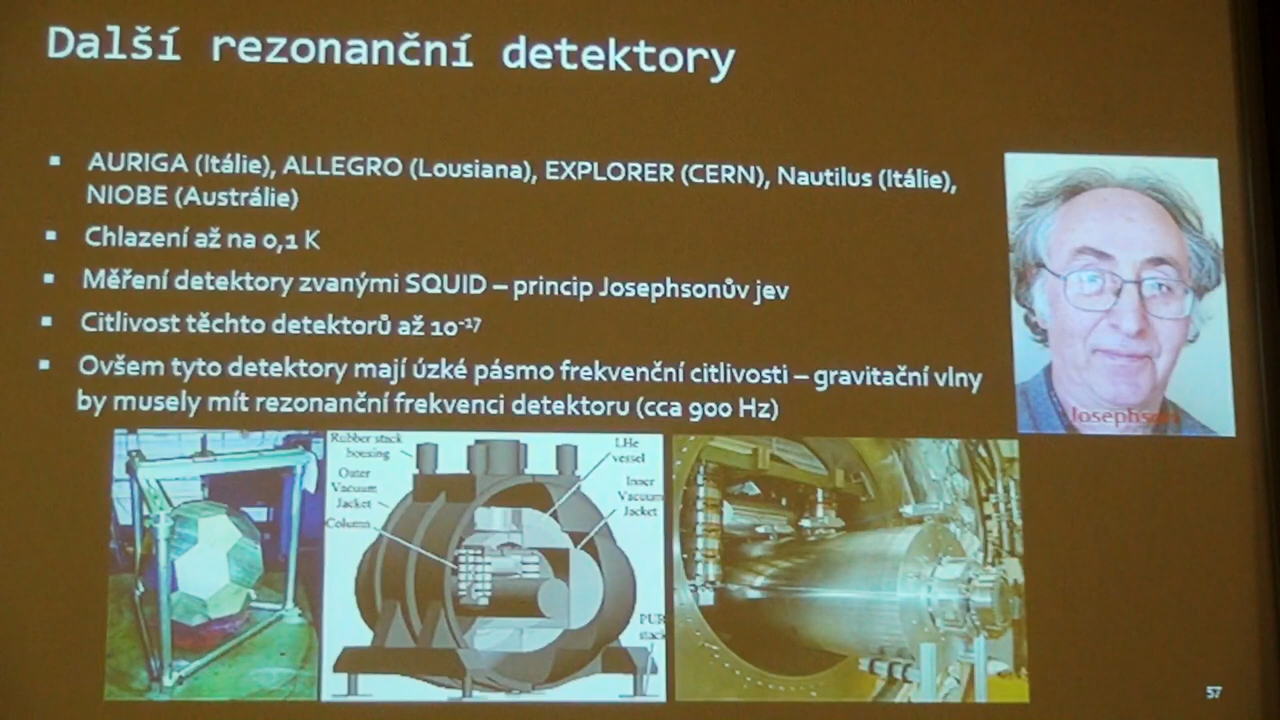 Další rezonanční detektory
▪ AURIGA (Itálie), ALLEGRO (Lousiana), EXPLORER (CERN), Nautilus (Itálie),
NIOBE (Austrálie)
▪ Chlazení až na 0,1 K
▪ Měření detektory zvanými SQUID – princip Josephsonův jev
▪ Citlivost těchto detektorů až 10⁻¹⁷
▪ Ovšem tyto detektory mají úzké pásmo frekvenční citlivosti – gravitační vlny
by musely mít rezonanční frekvenci detektoru (cca 900 Hz)
Josephson
Rubber stack
housing
Outer
Vacuum
Jacket
Column
LHe
vessel
Inner
Vacuum
Jacket
PUR
stack
57